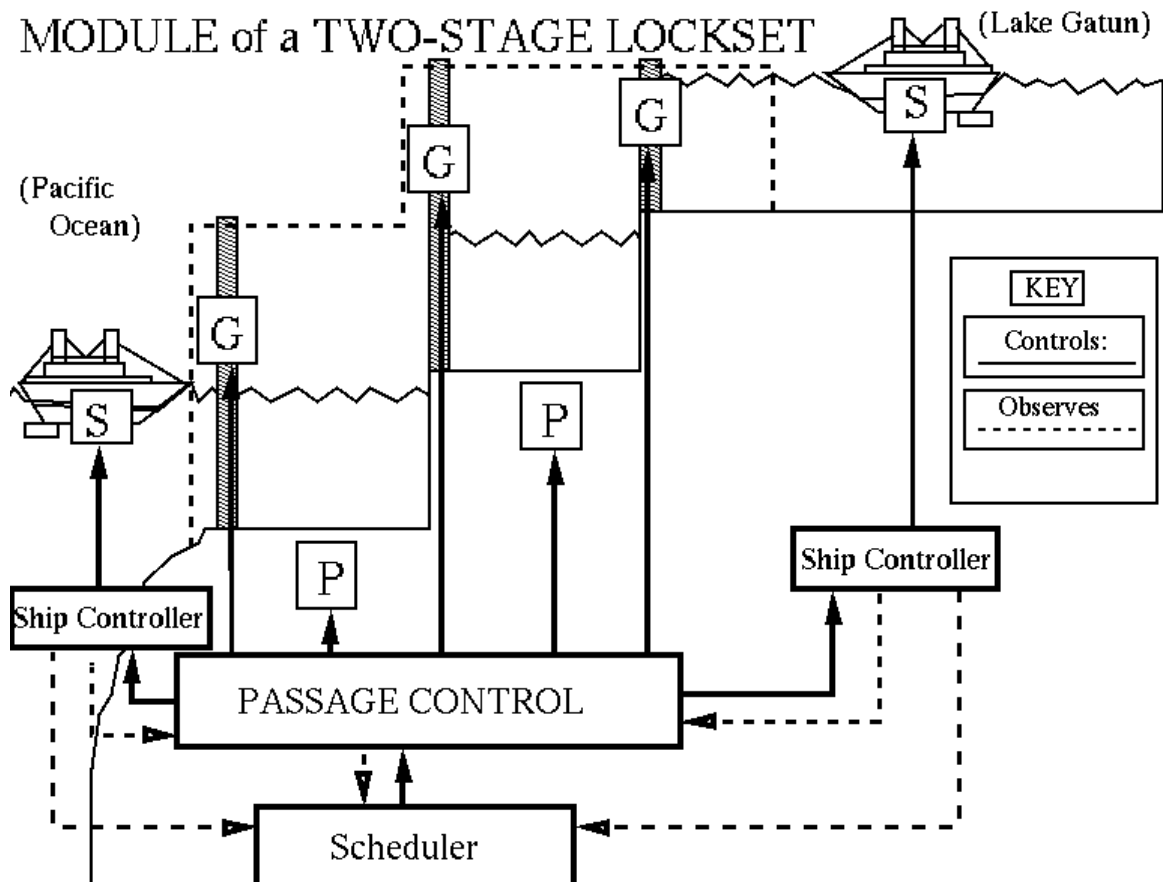 MODULE of a TWO-STAGE LOCKSET
(Lake Gatun)
S
G
G
(Pacific
Ocean)
KEY
G
Controls:
Observes
S
P
Ship Controller
P
Ship Controller
PASSAGE CONTROL
Scheduler